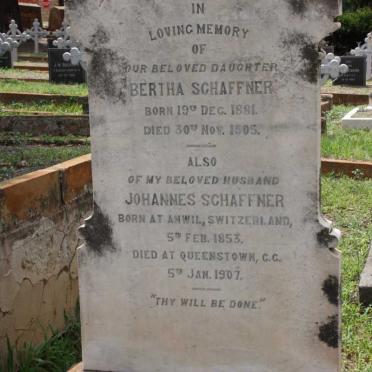 IN
LOVING MEMORY
OF
OUR BELOVED DAUGHTER
BERTHA SCHAFFNER
BORN 19TH DEC. 1881.
DIED 30TH NOV. 1905.
ALSO
OF MY BELOVED HUSBAND
JOHANNES SCHAFFNER
BORN AT ANWIL, SWITZERLAND,
5TH FEB. 1853.
DIED AT QUEENSTOWN, C.C.
5TH JAN. 1907.
"THY WILL BE DONE."